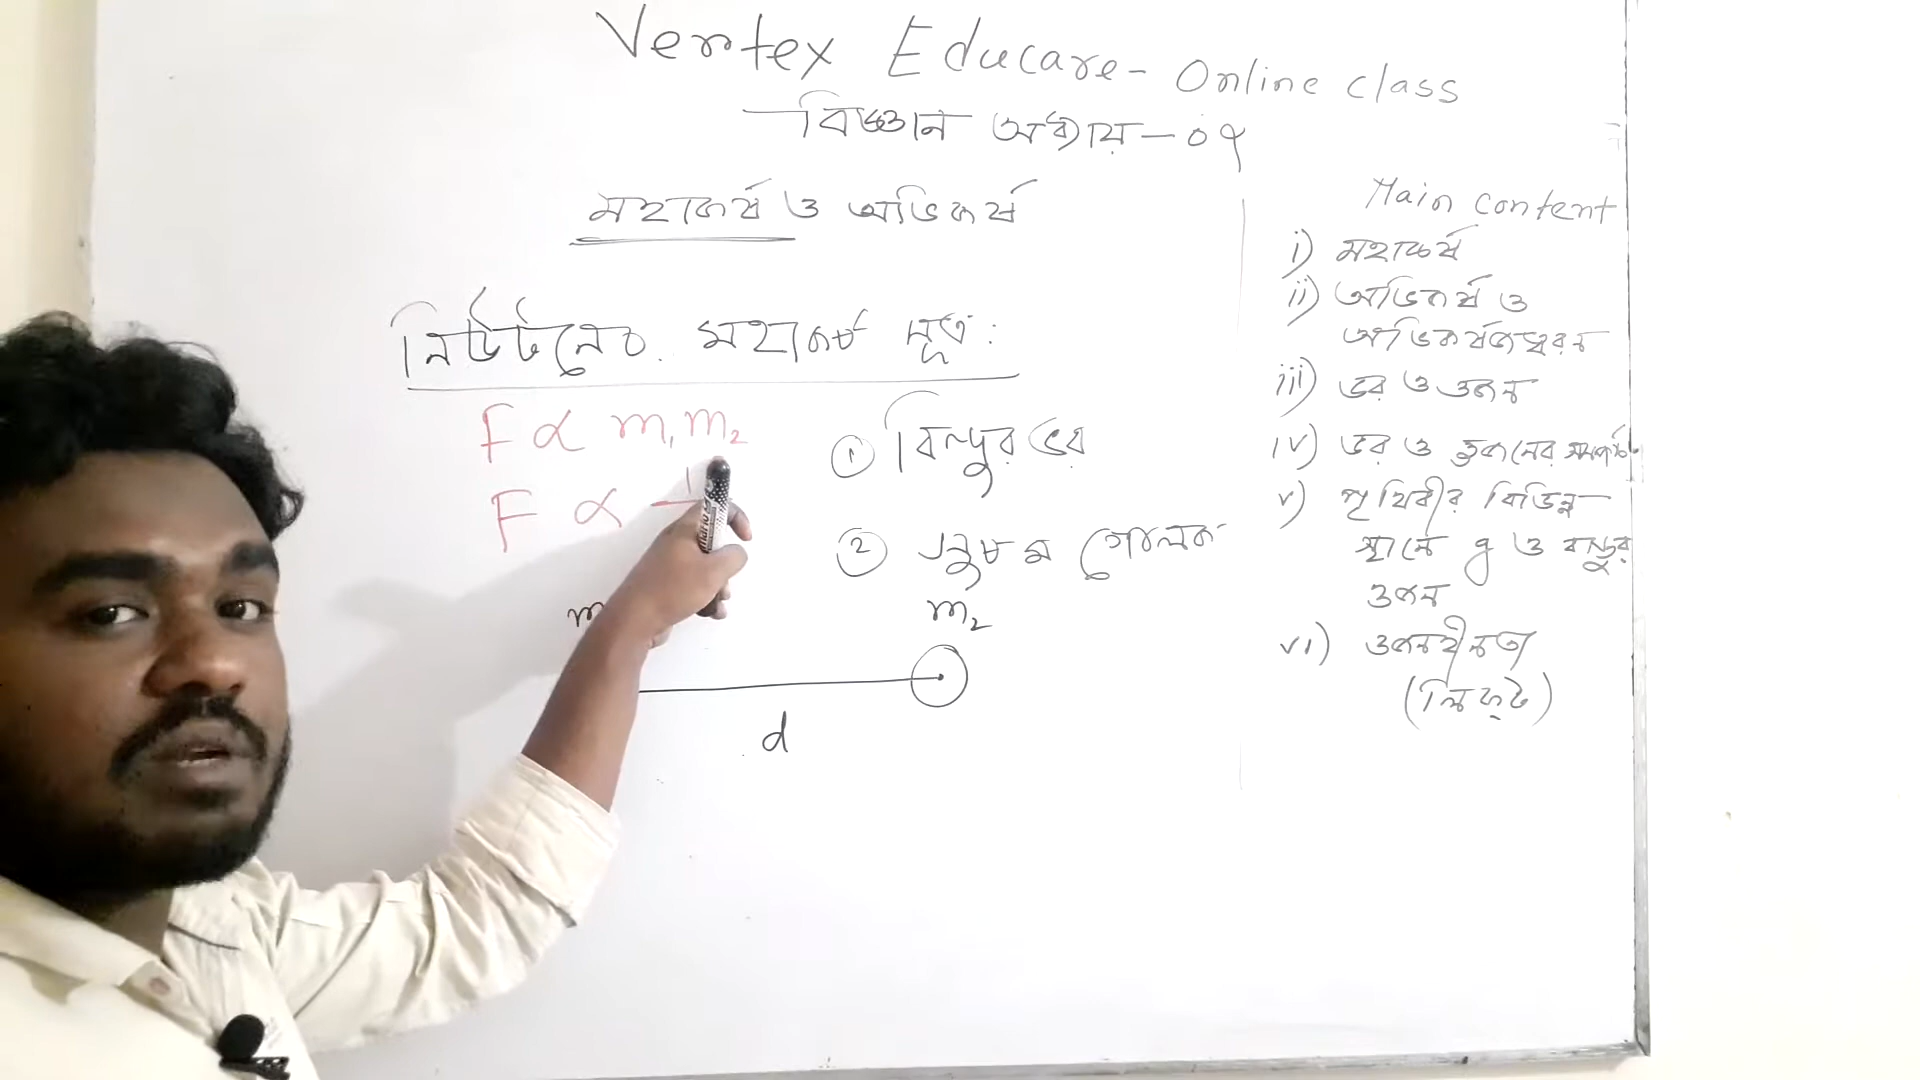 Vertex Educare - Online class
বিজ্ঞান অধ্যায় - ০৭
মহাকর্ষ ও অভিকর্ষ
নিউটনের মহাকর্ষ সূত্র:
F ∝ m₁m₂
F ∝ 1
① বিন্দুর ভর
② সুষম গোলক
m
m₂
d
Main content
i) মহাকর্ষ
ii) অভিকর্ষ ও
অভিকর্ষজ ত্বরন
iii) ভর ও ওজন
iv) ভর ও ওজনের সম্পর্ক
v) পৃথিবীর বিভিন্ন
স্থানে g ও বস্তুর
ওজন
vi) ওজনহীনতা
(লিফ্ট)